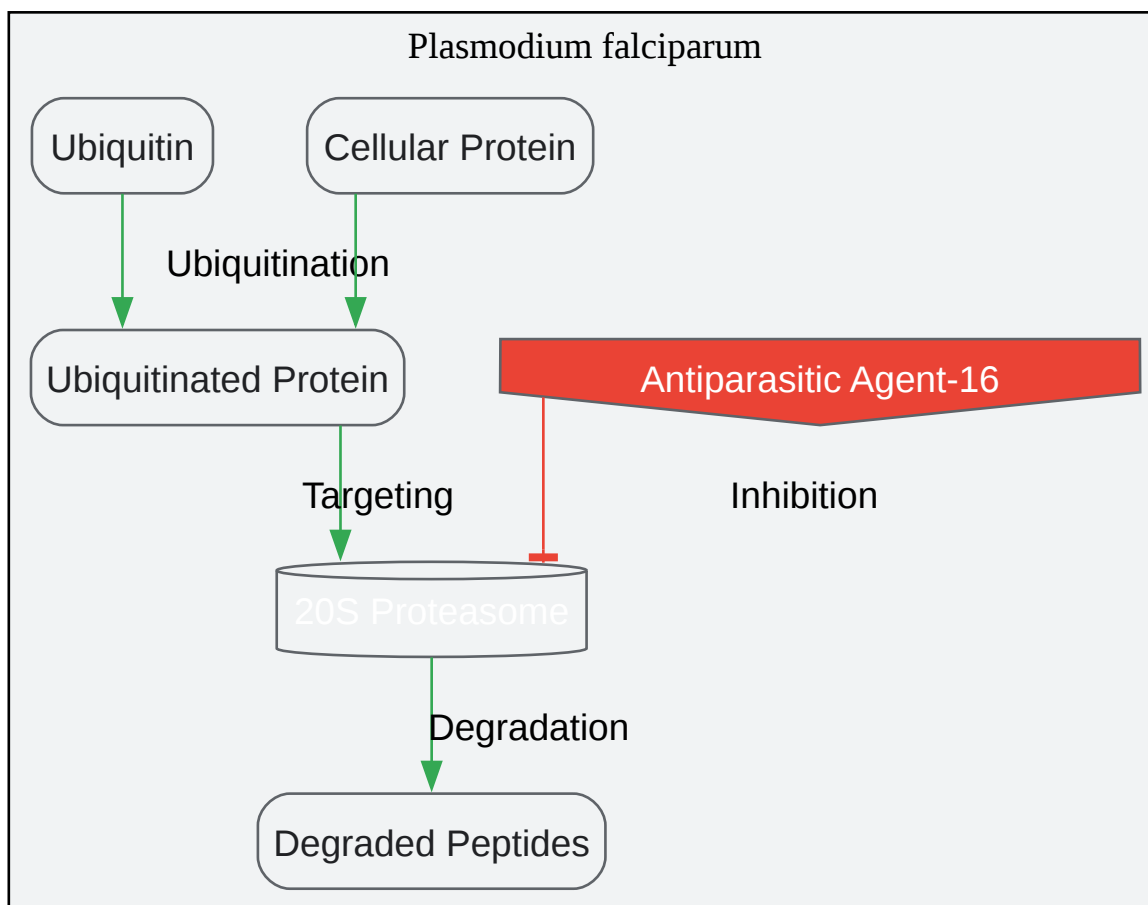 Plasmodium falciparum
Ubiquitin
Cellular Protein
Ubiquitination
Ubiquitinated Protein
Antiparasitic Agent-16
Targeting
Inhibition
20S Proteasome
Degradation
Degraded Peptides